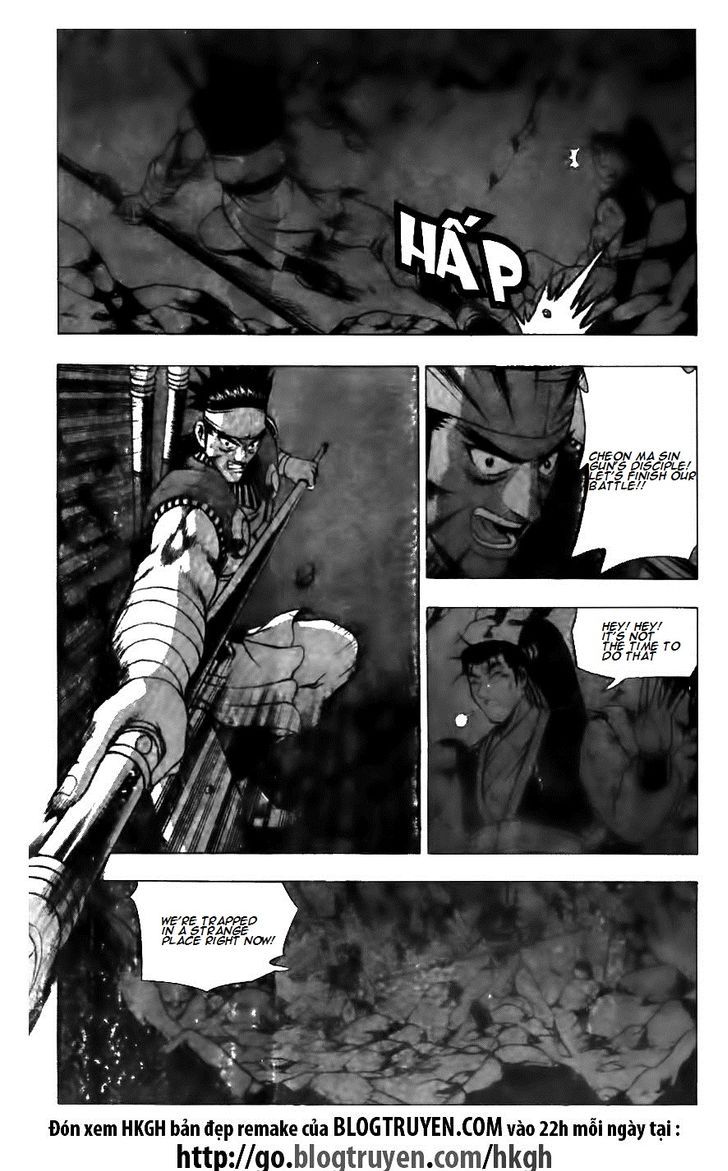 HẤP
CHEON MA SIN
GUN'S DISCIPLE!
LET'S FINISH OUR
BATTLE!!
HEY! HEY!
IT'S NOT
THE TIME TO
DO THAT
WE'RE TRAPPED
IN A STRANGE
PLACE RIGHT NOW!
Đón xem HKGH bản đẹp remake của BLOGTRUYEN.COM vào 22h mỗi ngày tại :
http://go.blogtruyen.com/hkgh